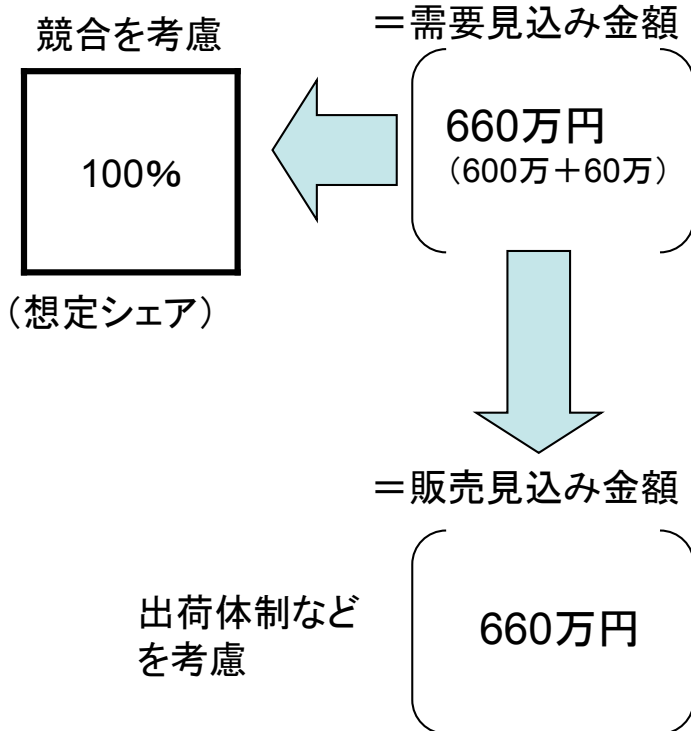 競合を考慮
＝需要見込み金額
100%
660万円
（600万＋60万）
（想定シェア）
＝販売見込み金額
出荷体制など
を考慮
660万円